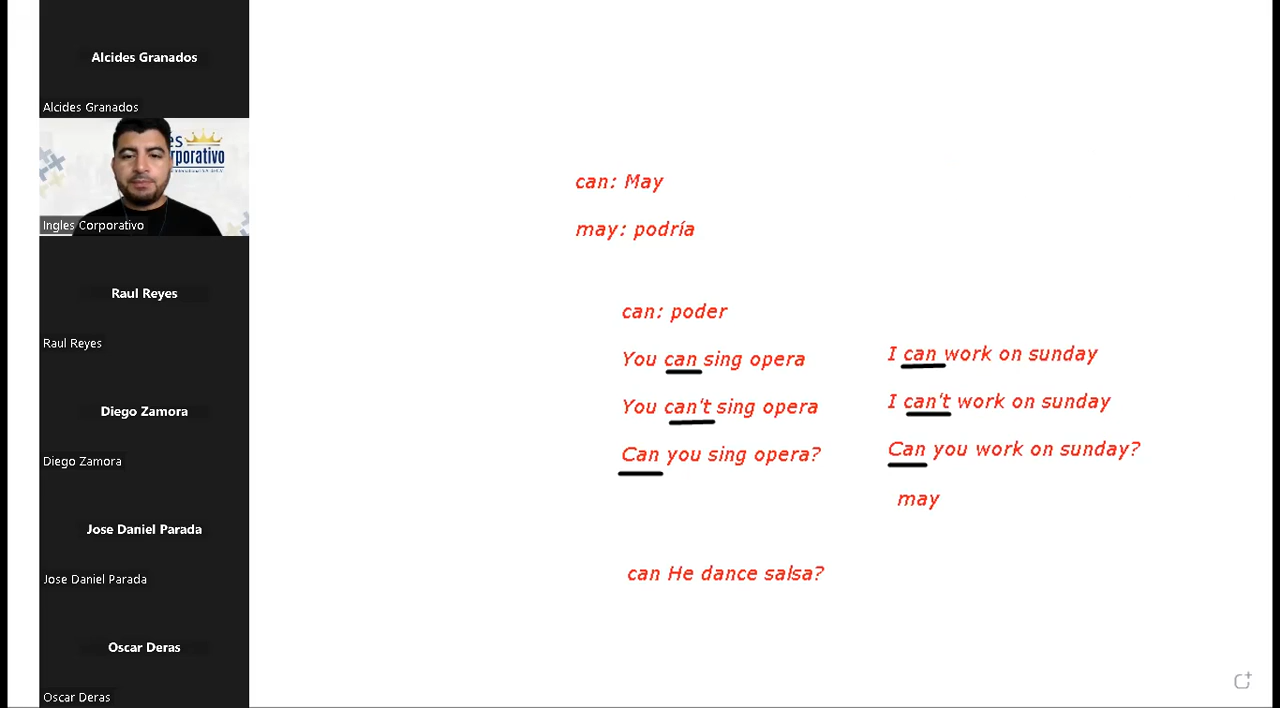 Alcides Granados
Alcides Granados
es
rporativo
Ingles Corporativo
Raul Reyes
Raul Reyes
Diego Zamora
Diego Zamora
Jose Daniel Parada
Jose Daniel Parada
Oscar Deras
Oscar Deras
can: May
may: podría
can: poder
You can sing opera
You can't sing opera
Can you sing opera?
I can work on sunday
I can't work on sunday
Can you work on sunday?
may
can He dance salsa?